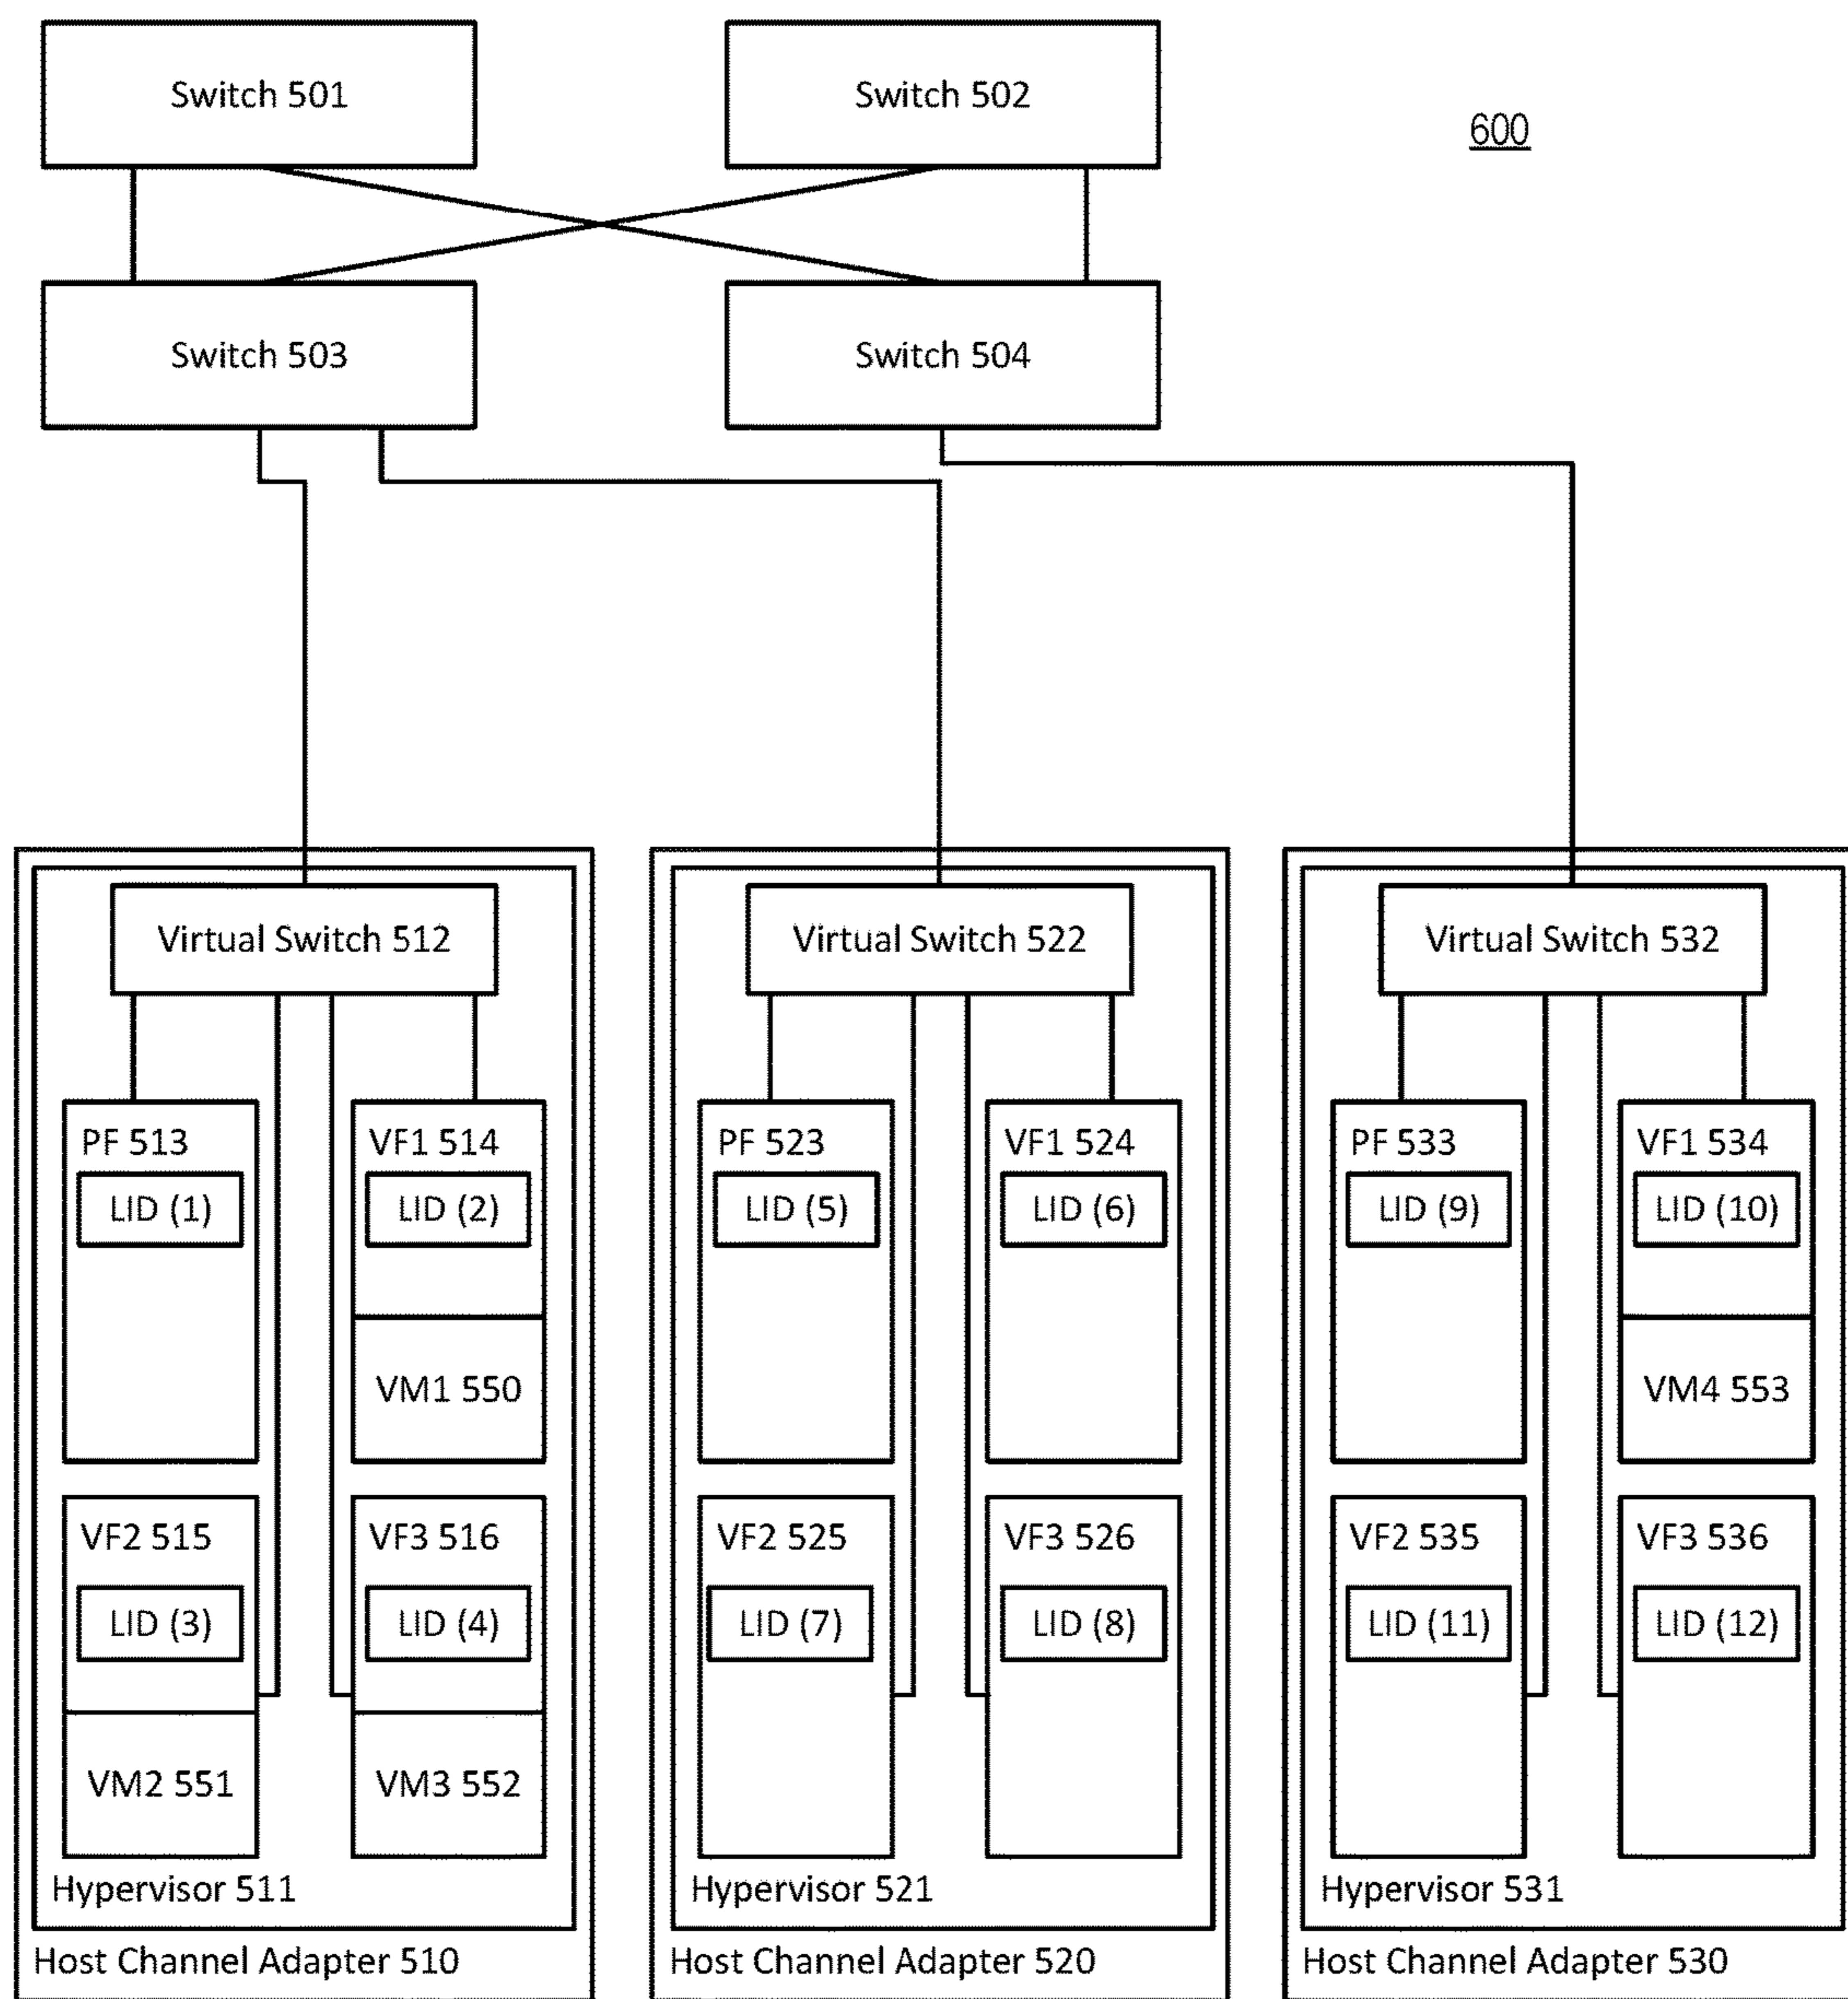 Switch 501
Switch 502
600
Switch 503
Switch 504
Virtual Switch 512
Virtual Switch 522
Virtual Switch 532
PF 513
LID (1)
VF1 514
LID (2)
VM1 550
VF2 515
LID (3)
VM2 551
VF3 516
LID (4)
VM3 552
Hypervisor 511
Host Channel Adapter 510
PF 523
LID (5)
VF1 524
LID (6)
VF2 525
LID (7)
VF3 526
LID (8)
Hypervisor 521
Host Channel Adapter 520
PF 533
LID (9)
VF1 534
LID (10)
VM4 553
VF2 535
LID (11)
VF3 536
LID (12)
Hypervisor 531
Host Channel Adapter 530